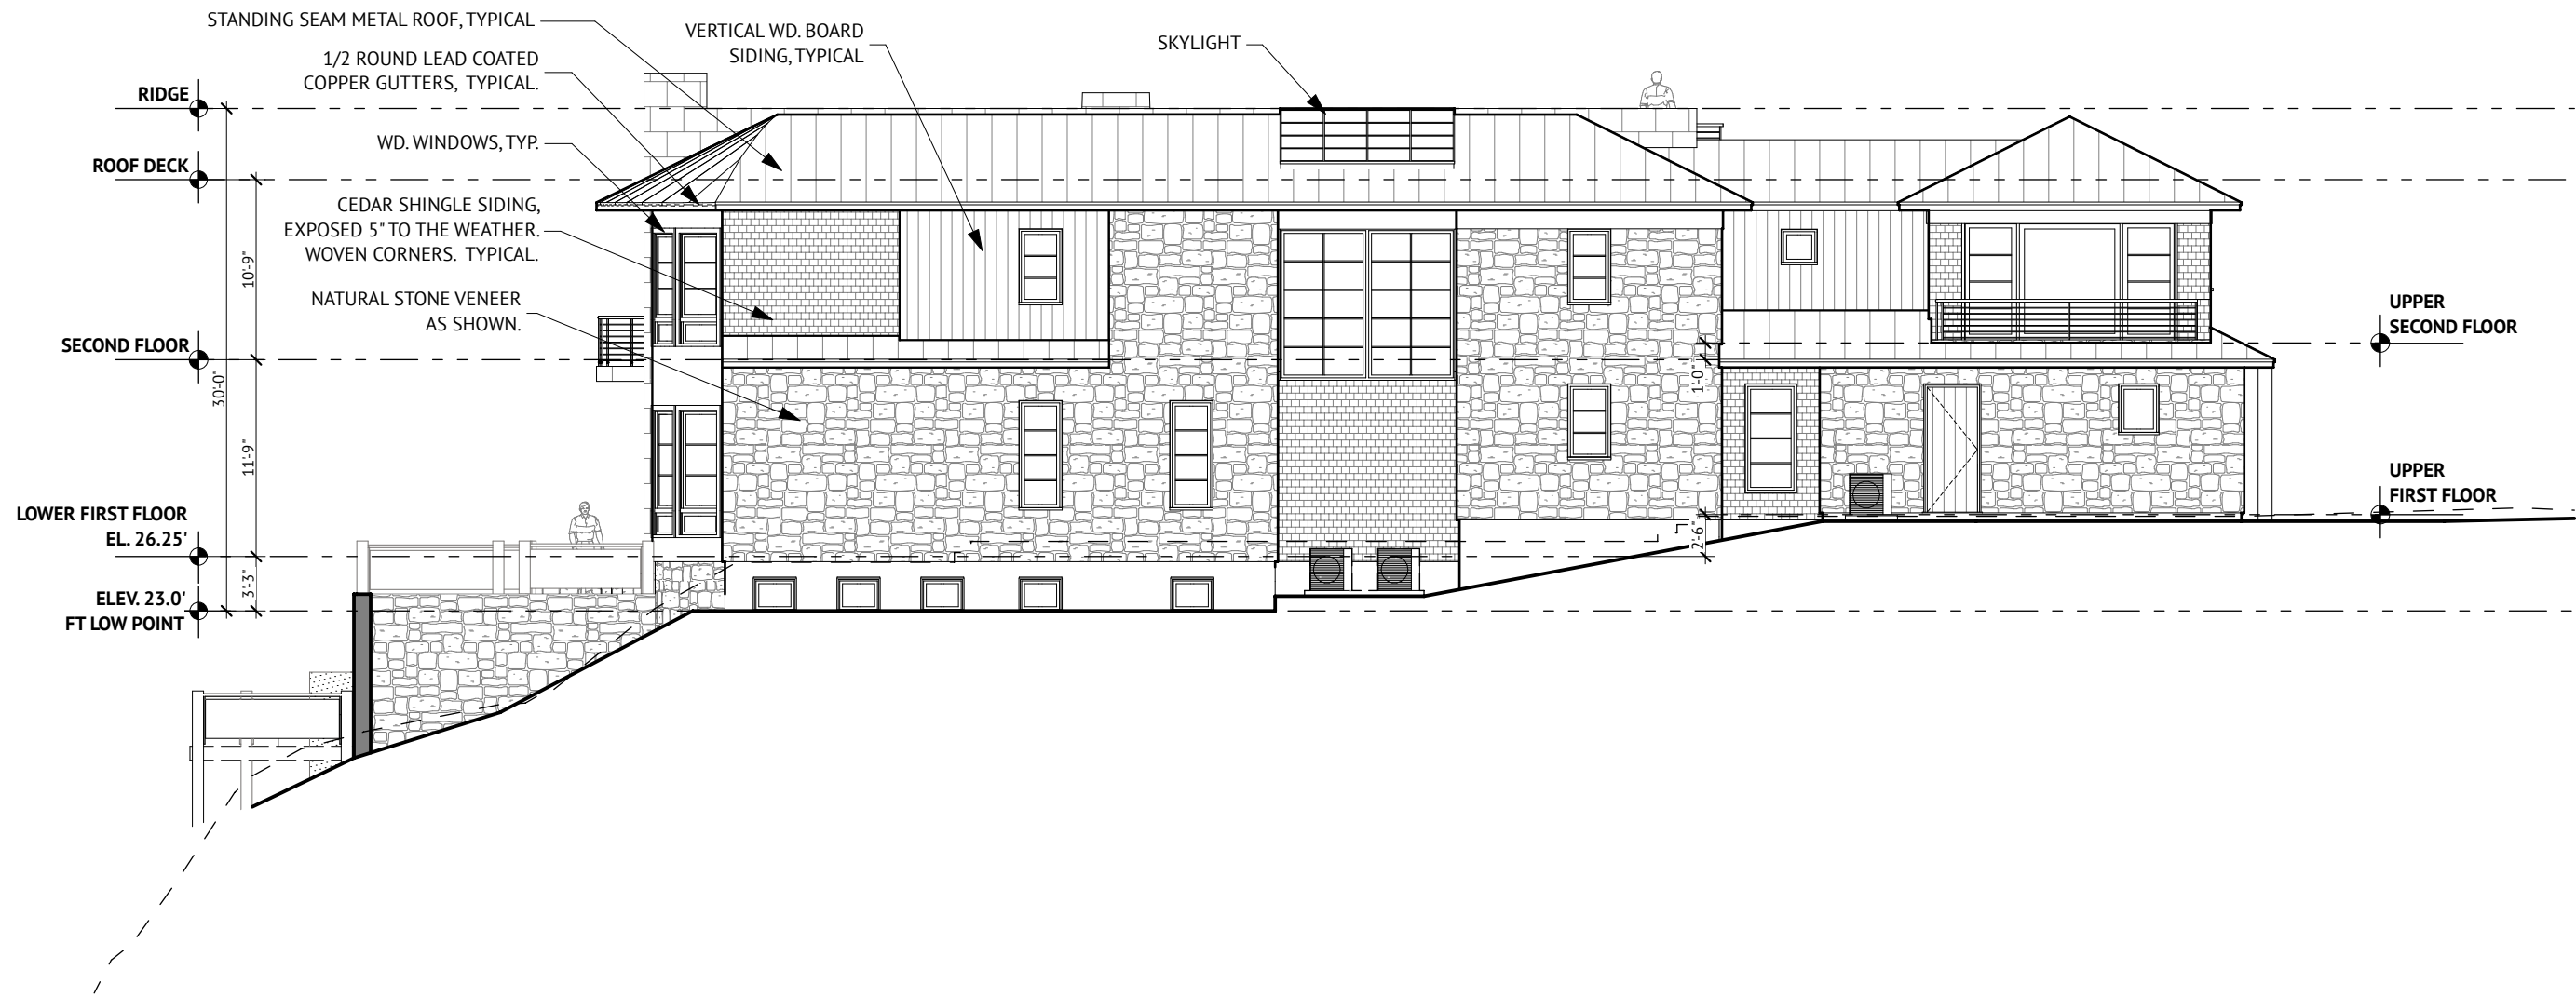 STANDING SEAM METAL ROOF, TYPICAL
1/2 ROUND LEAD COATED
COPPER GUTTERS, TYPICAL.
VERTICAL WD. BOARD
SIDING, TYPICAL
SKYLIGHT
RIDGE
WD. WINDOWS, TYP.
ROOF DECK
CEDAR SHINGLE SIDING,
EXPOSED 5" TO THE WEATHER.
WOVEN CORNERS. TYPICAL.
10'-9"
NATURAL STONE VENEER
AS SHOWN.
SECOND FLOOR
30'-0"
11'-9"
LOWER FIRST FLOOR
EL. 26.25'
3'-3"
ELEV. 23.0'
FT LOW POINT
1'-0"
2'-6"
UPPER
SECOND FLOOR
UPPER
FIRST FLOOR